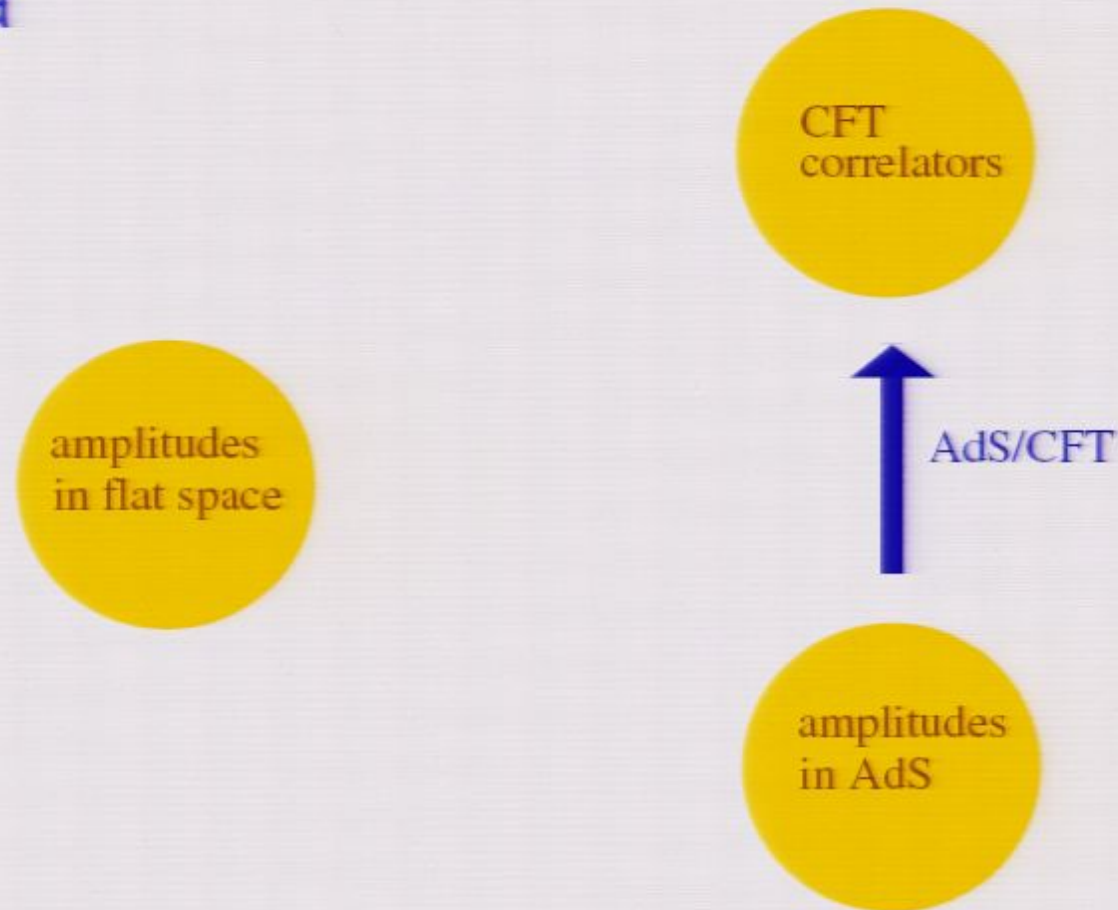 CFT
correlators
amplitudes
in flat space
AdS/CFT
amplitudes
in AdS